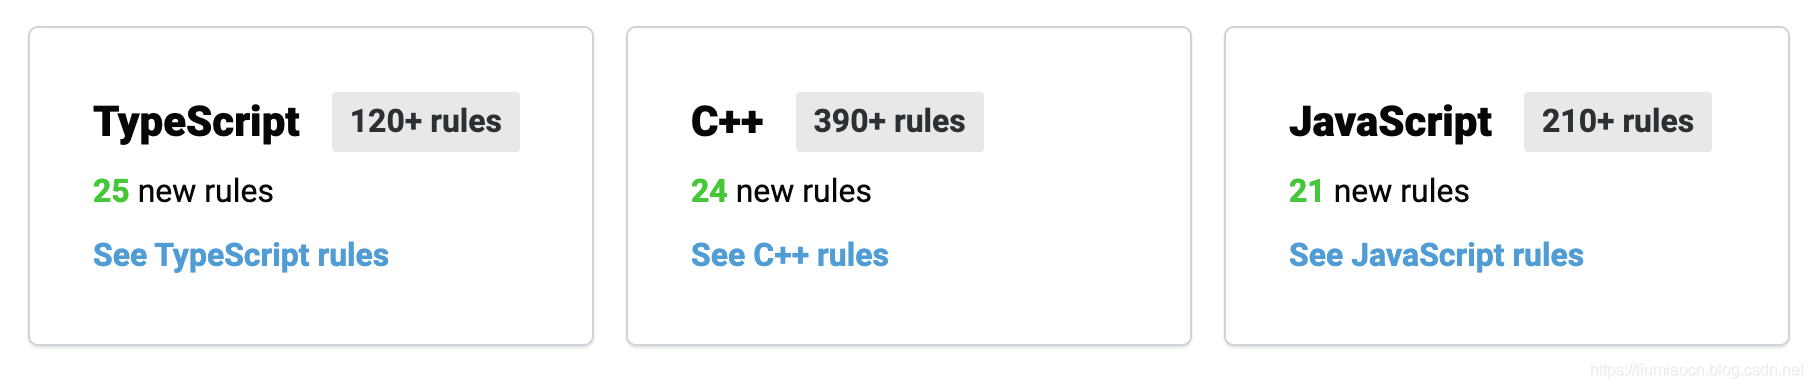 TypeScript 120+ rules
25 new rules
See TypeScript rules
C++ 390+ rules
24 new rules
See C++ rules
JavaScript 210+ rules
21 new rules
See JavaScript rules
https://liumiaocn.blog.csdn.net